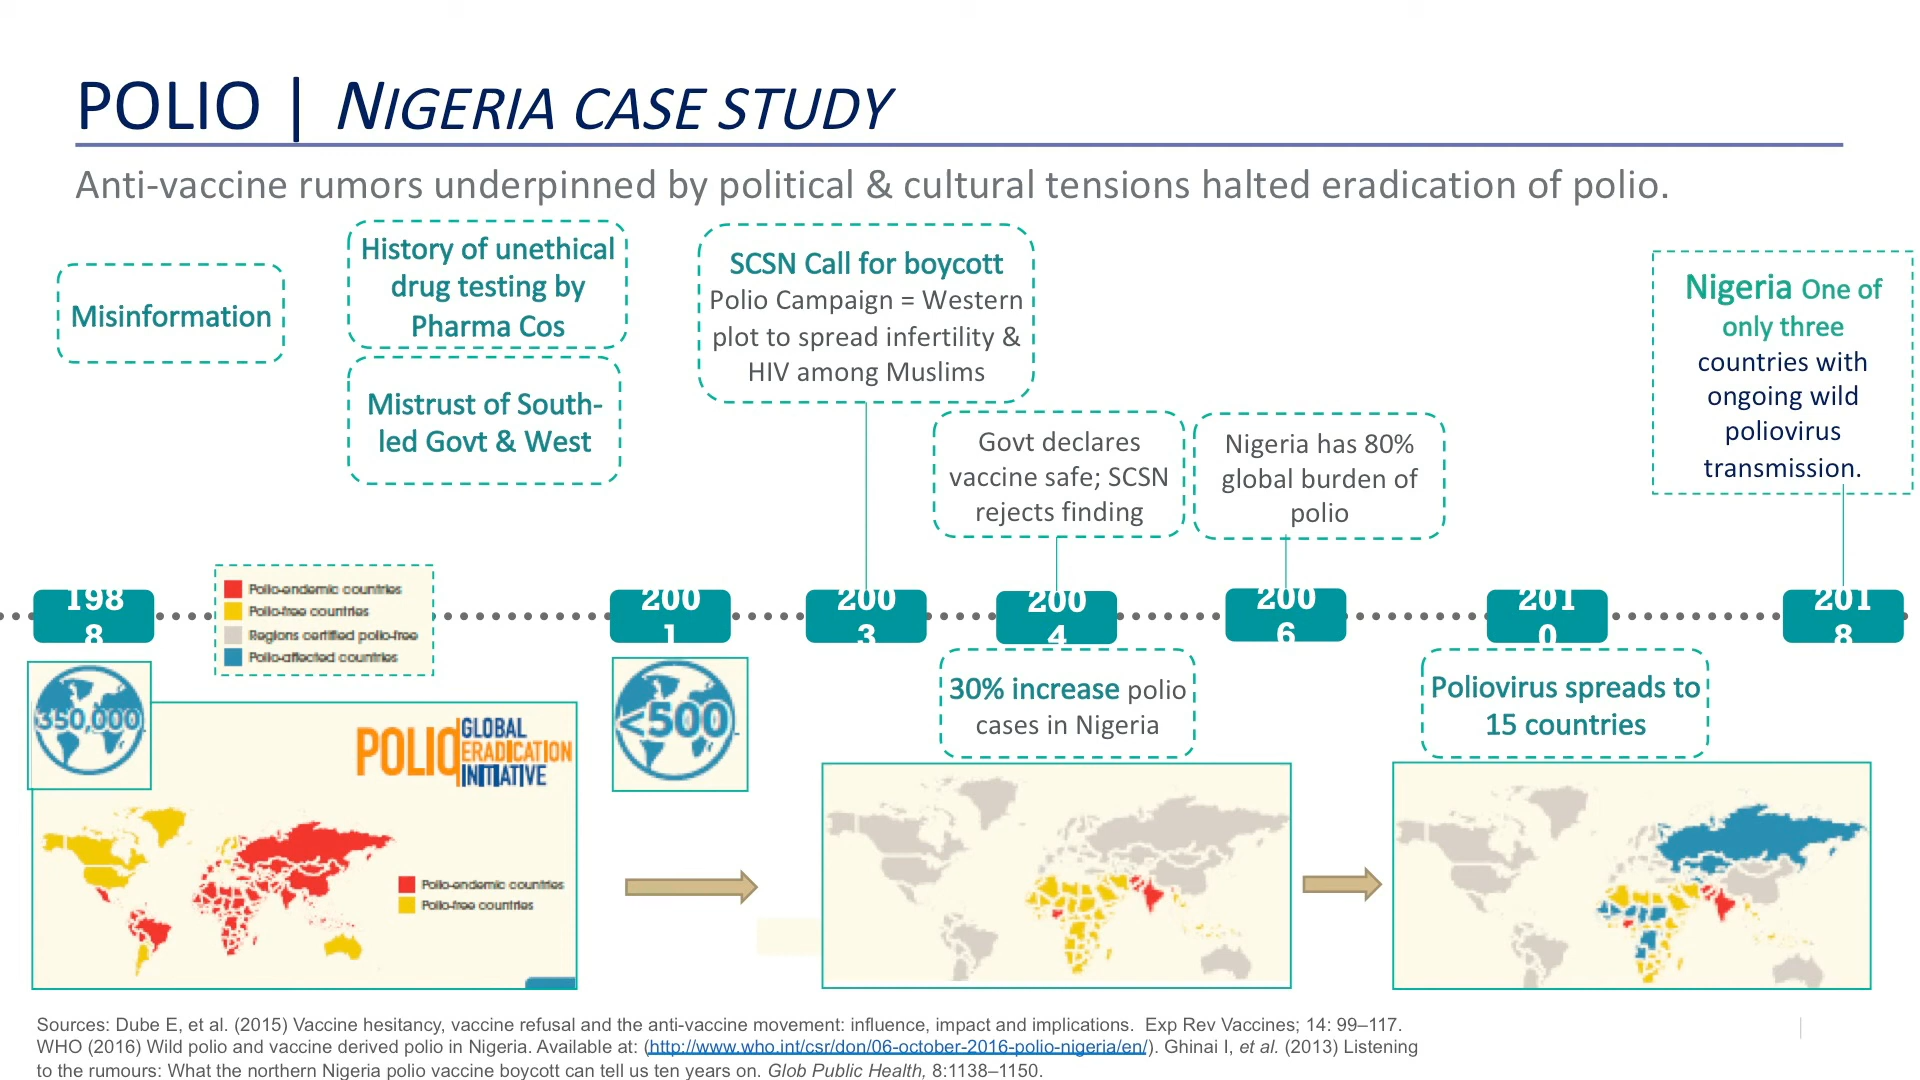 POLIO | NIGERIA CASE STUDY
Anti-vaccine rumors underpinned by political & cultural tensions halted eradication of polio.
Misinformation
History of unethical
drug testing by
Pharma Cos
Mistrust of South-
led Govt & West
SCSN Call for boycott
Polio Campaign = Western
plot to spread infertility &
HIV among Muslims
Govt declares
vaccine safe; SCSN
rejects finding
Nigeria has 80%
global burden of
polio
Nigeria One of
only three
countries with
ongoing wild
poliovirus
transmission.
198
8
Polio-endemic countries
Polio-free countries
Regions certified polio-free
Polio-affected countries
200
1
200
3
200
4
200
6
201
0
201
8
350,000
<500
30% increase polio
cases in Nigeria
Poliovirus spreads to
15 countries
POLIO GLOBAL
ERADICATION
INITIATIVE
Polio-endemic countries
Polio-free countries
Sources: Dube E, et al. (2015) Vaccine hesitancy, vaccine refusal and the anti-vaccine movement: influence, impact and implications. Exp Rev Vaccines; 14: 99–117.
WHO (2016) Wild polio and vaccine derived polio in Nigeria. Available at: (http://www.who.int/csr/don/06-october-2016-polio-nigeria/en/). Ghinai I, et al. (2013) Listening
to the rumours: What the northern Nigeria polio vaccine boycott can tell us ten years on. Glob Public Health, 8:1138–1150.